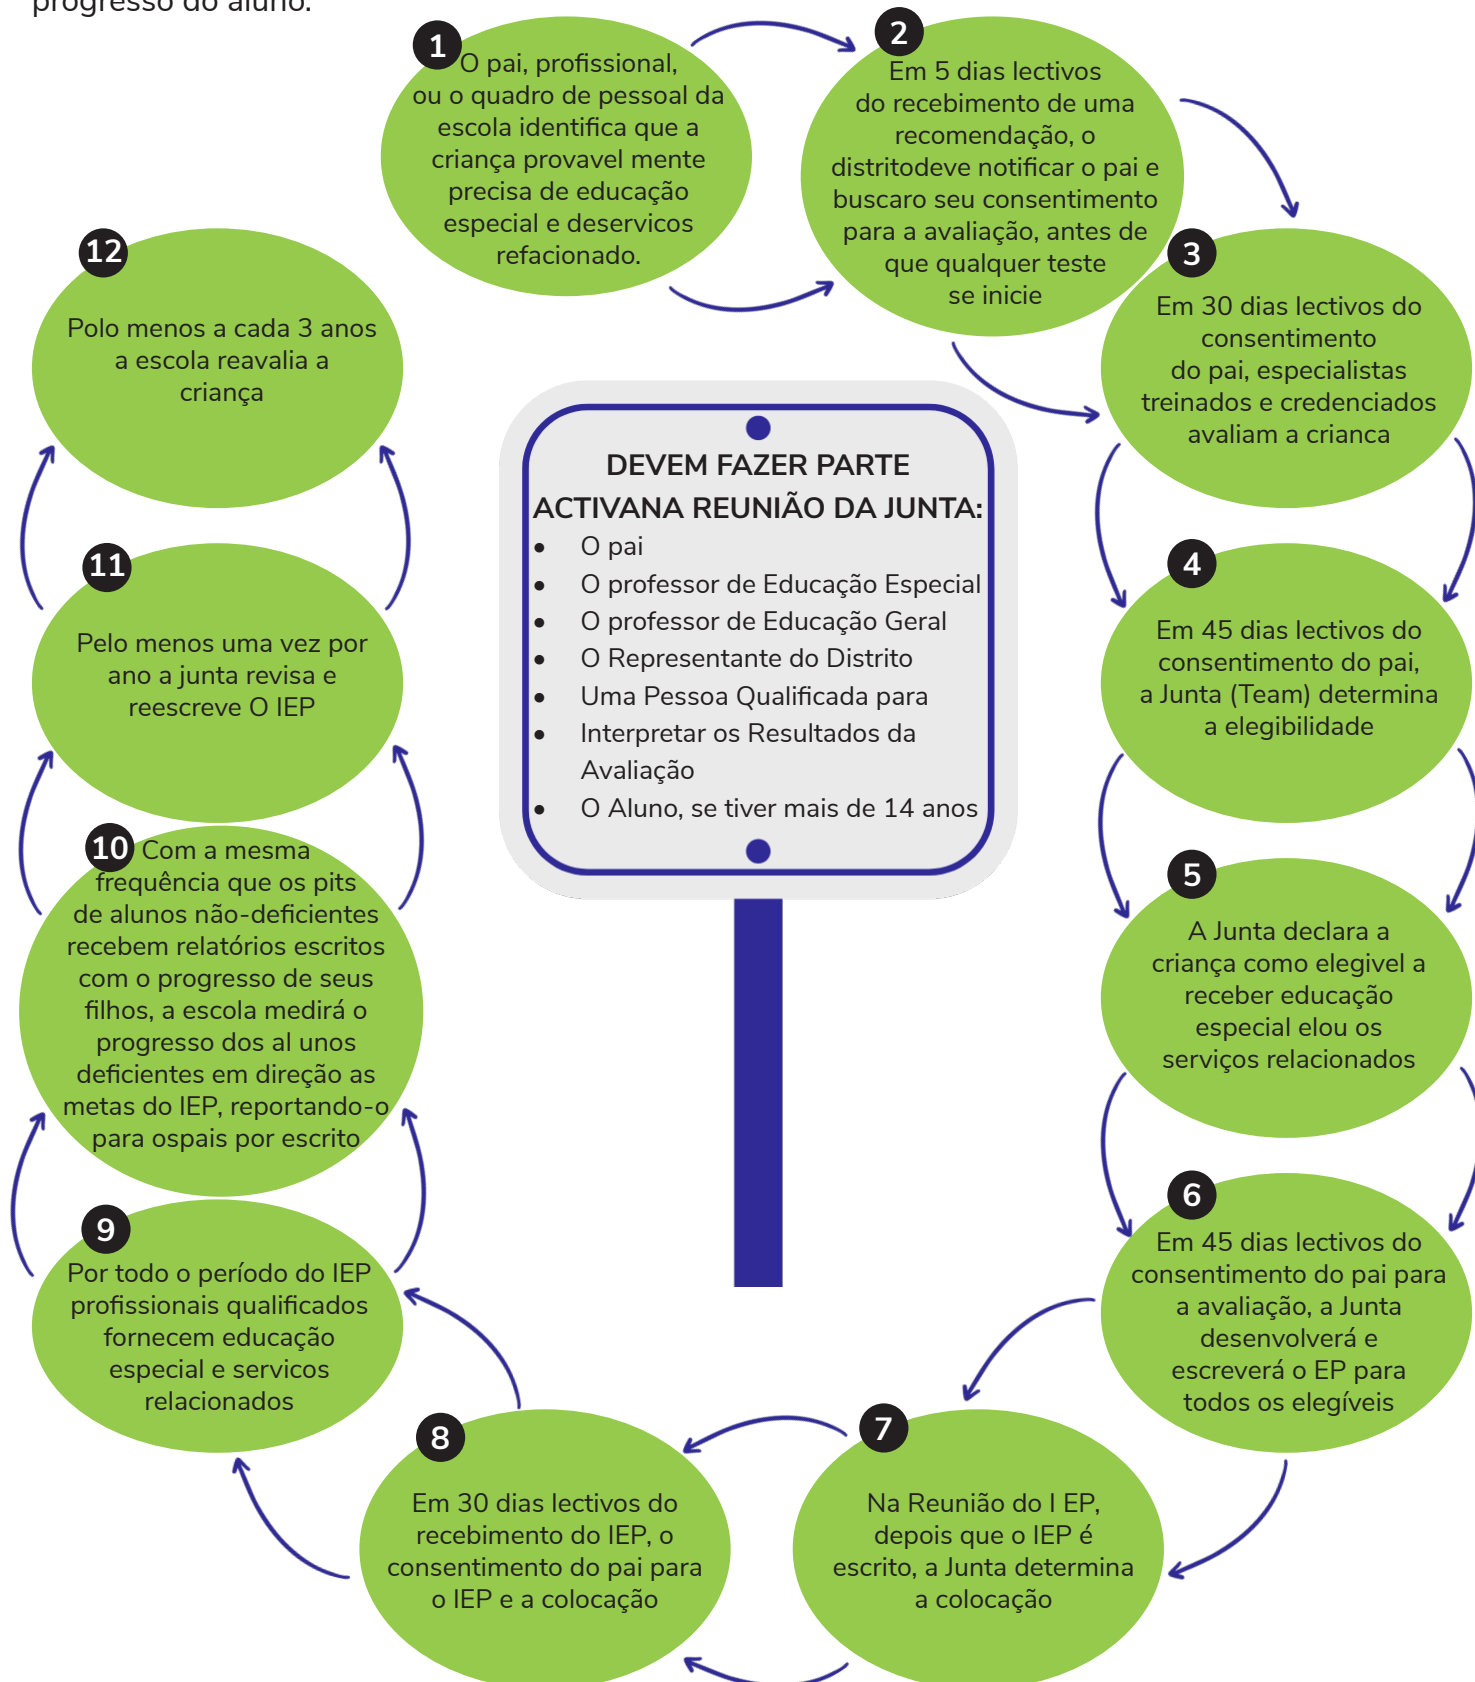 progresso do aluno.
1
O pai, profissional,
ou o quadro de pessoal da
escola identifica que a
criança provavel mente
precisa de educação
especial e deservicos
refacionado.
2
Em 5 dias lectivos
do recebimento de uma
recomendação, o
distritodeve notificar o pai e
buscaro seu consentimento
para a avaliação, antes de
que qualquer teste
se inicie
3
Em 30 dias lectivos do
consentimento
do pai, especialistas
treinados e credenciados
avaliam a crianca
4
Em 45 dias lectivos do
consentimento do pai,
a Junta (Team) determina
a elegibilidade
5
A Junta declara a
criança como elegivel a
receber educação
especial elou os
serviços relacionados
6
Em 45 dias lectivos do
consentimento do pai para
a avaliação, a Junta
desenvolverá e
escreverá o EP para
todos os elegíveis
7
Na Reunião do I EP,
depois que o IEP é
escrito, a Junta determina
a colocação
8
Em 30 dias lectivos do
recebimento do IEP, o
consentimento do pai para
o IEP e a colocação
9
Por todo o período do IEP
profissionais qualificados
fornecem educação
especial e servicos
relacionados
10
Com a mesma
frequência que os pits
de alunos não-deficientes
recebem relatórios escritos
com o progresso de seus
filhos, a escola medirá o
progresso dos al unos
deficientes em direção as
metas do IEP, reportando-o
para ospais por escrito
11
Pelo menos uma vez por
ano a junta revisa e
reescreve O IEP
12
Polo menos a cada 3 anos
a escola reavalia a
criança
DEVEM FAZER PARTE
ACTIVANA REUNIÃO DA JUNTA:
• O pai
• O professor de Educação Especial
• O professor de Educação Geral
• O Representante do Distrito
• Uma Pessoa Qualificada para
• Interpretar os Resultados da
Avaliação
• O Aluno, se tiver mais de 14 anos